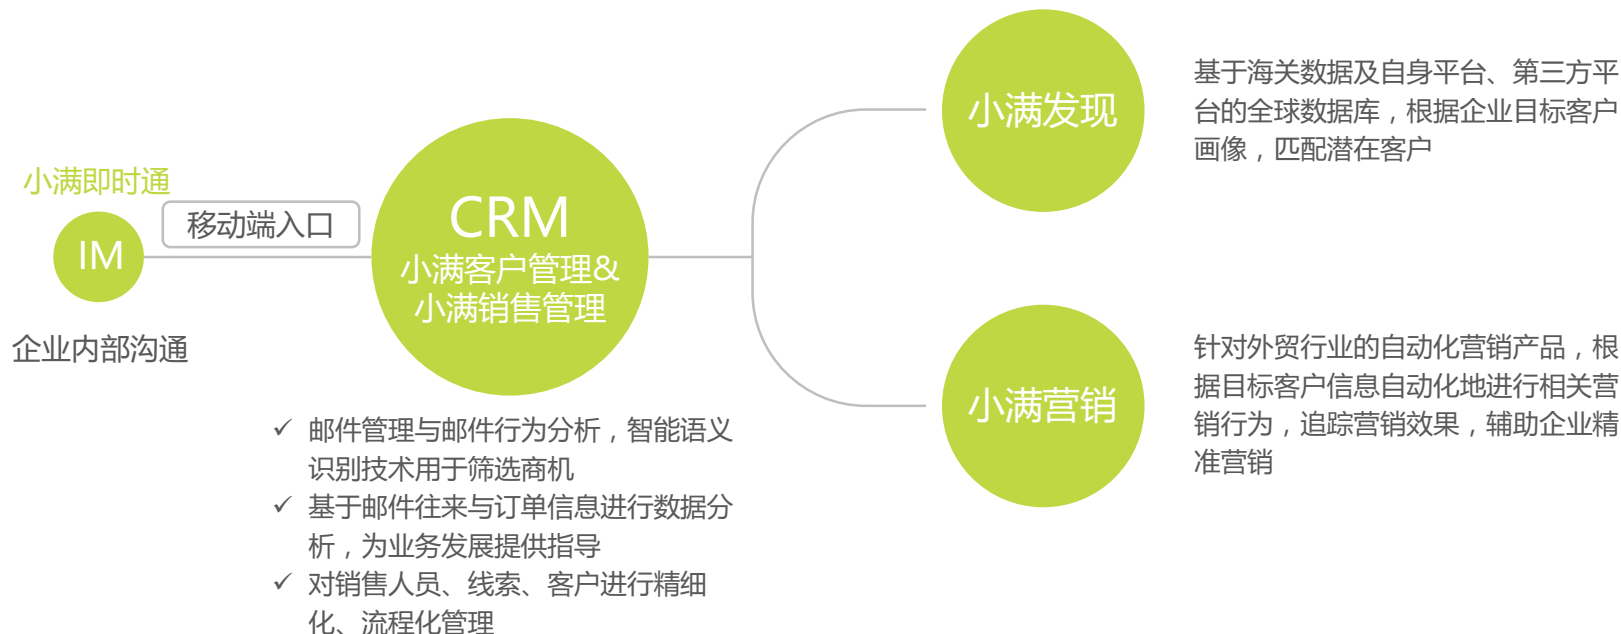 小满即时通
IM
移动端入口
企业内部沟通
CRM
小满客户管理&
小满销售管理
✓ 邮件管理与邮件行为分析，智能语义
识别技术用于筛选商机
✓ 基于邮件往来与订单信息进行数据分
析，为业务发展提供指导
✓ 对销售人员、线索、客户进行精细
化、流程化管理
小满发现
基于海关数据及自身平台、第三方平
台的全球数据库，根据企业目标客户
画像，匹配潜在客户
小满营销
针对外贸行业的自动化营销产品，根
据目标客户信息自动化地进行相关营
销行为，追踪营销效果，辅助企业精
准营销